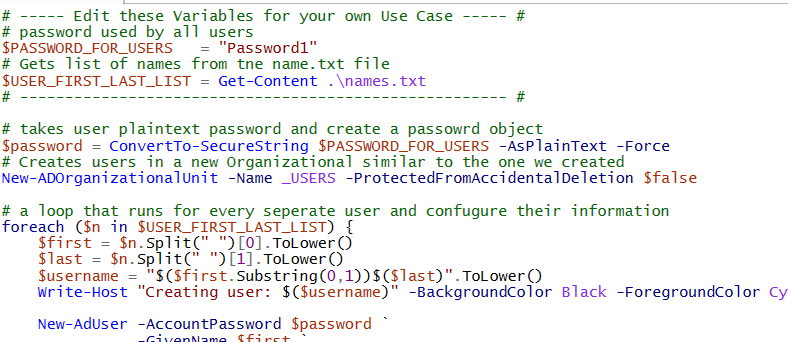 # ----- Edit these Variables for your own Use Case ----- #
# password used by all users
$PASSWORD_FOR_USERS   = "Password1"
# Gets list of names from tne name.txt file
$USER_FIRST_LAST_LIST = Get-Content .\names.txt
# ------------------------------------------------------ #

# takes user plaintext password and create a passowrd object
$password = ConvertTo-SecureString $PASSWORD_FOR_USERS -AsPlainText -Force
# Creates users in a new Organizational similar to the one we created
New-ADOrganizationalUnit -Name _USERS -ProtectedFromAccidentalDeletion $false

# a loop that runs for every seperate user and confugure their information
foreach ($n in $USER_FIRST_LAST_LIST) {
    $first = $n.Split(" ")[0].ToLower()
    $last = $n.Split(" ")[1].ToLower()
    $username = "$($first.Substring(0,1))$($last)".ToLower()
    Write-Host "Creating user: $($username)" -BackgroundColor Black -ForegroundColor Cy

    New-AdUser -AccountPassword $password `
               -GivenName $first `